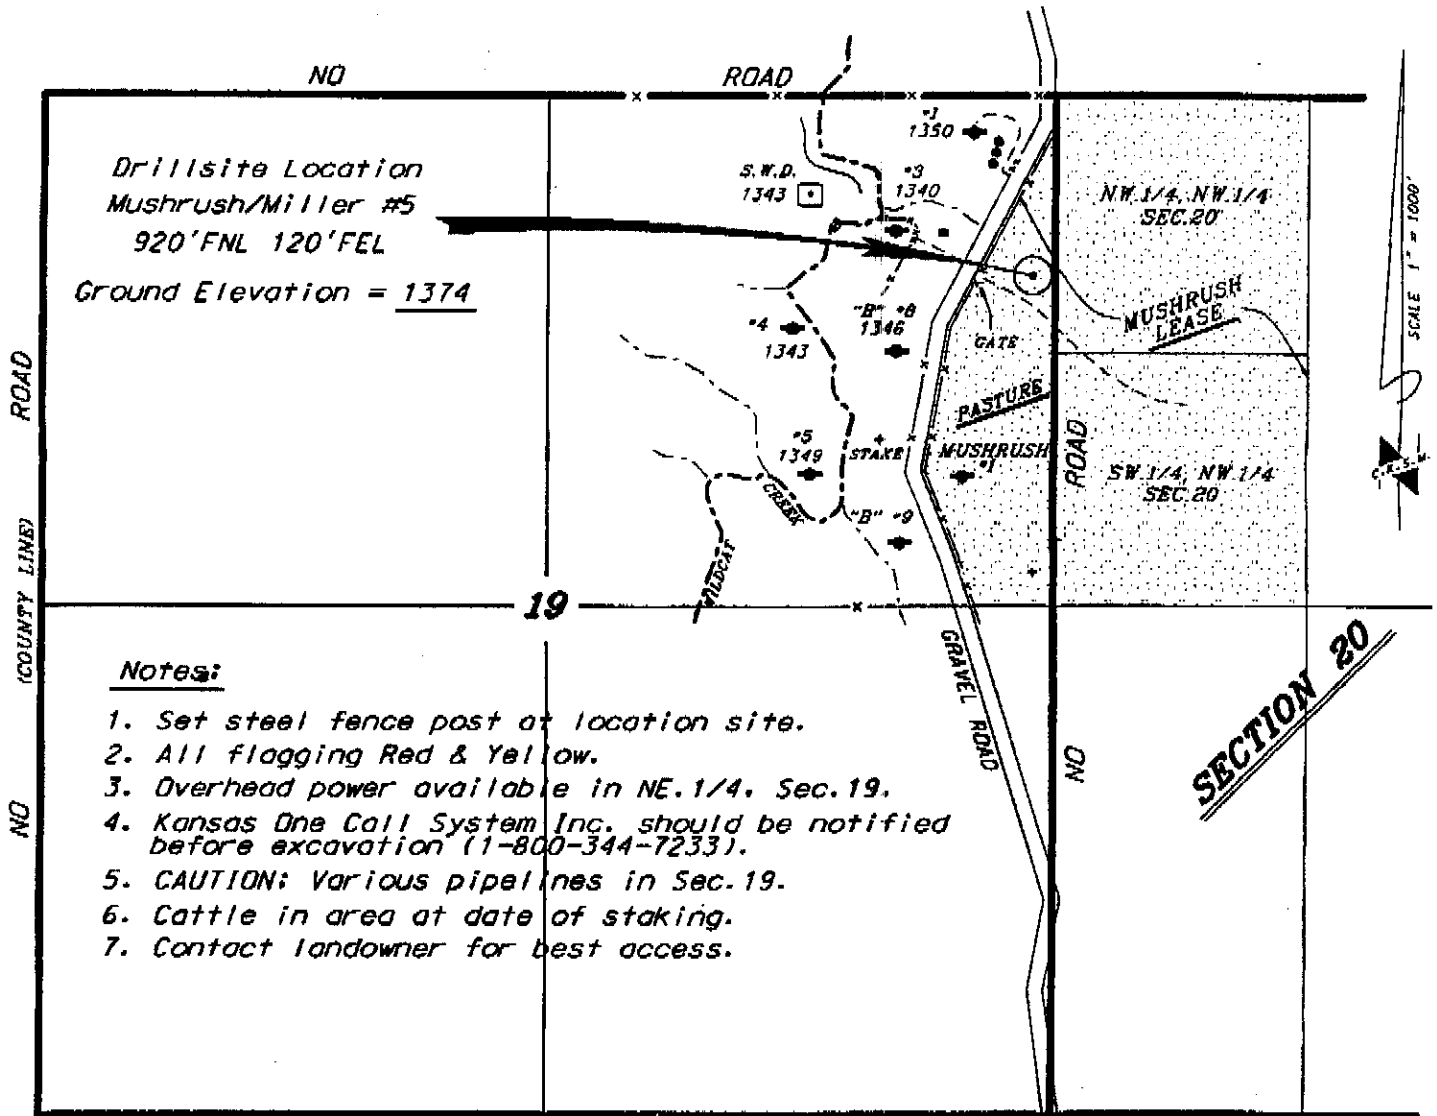 NO ROAD
Drillsite Location
Mushrush/Miller #5
920'FNL 120'FEL
Ground Elevation = 1374
#1
1350
S.W.D.
1343
#3
1340
NW.1/4, NW.1/4
SEC.20
SCALE 1" = 1000'
"B" #8
1346
#4
1343
GATE
MUSHRUSH
LEASE
PASTURE
#5
1349
STAKE
MUSHRUSH
#1
ROAD
SW.1/4, NW.1/4
SEC.20
C.K.S.M.
CREEK
"B" #9
WILDCAT
NO (COUNTY LINE) ROAD
19
GRAVEL ROAD
NO
SECTION 20
Notes:
1. Set steel fence post at location site.
2. All flagging Red & Yellow.
3. Overhead power available in NE.1/4. Sec.19.
4. Kansas One Call System Inc. should be notified
before excavation (1-800-344-7233).
5. CAUTION: Various pipelines in Sec.19.
6. Cattle in area at date of staking.
7. Contact landowner for best access.